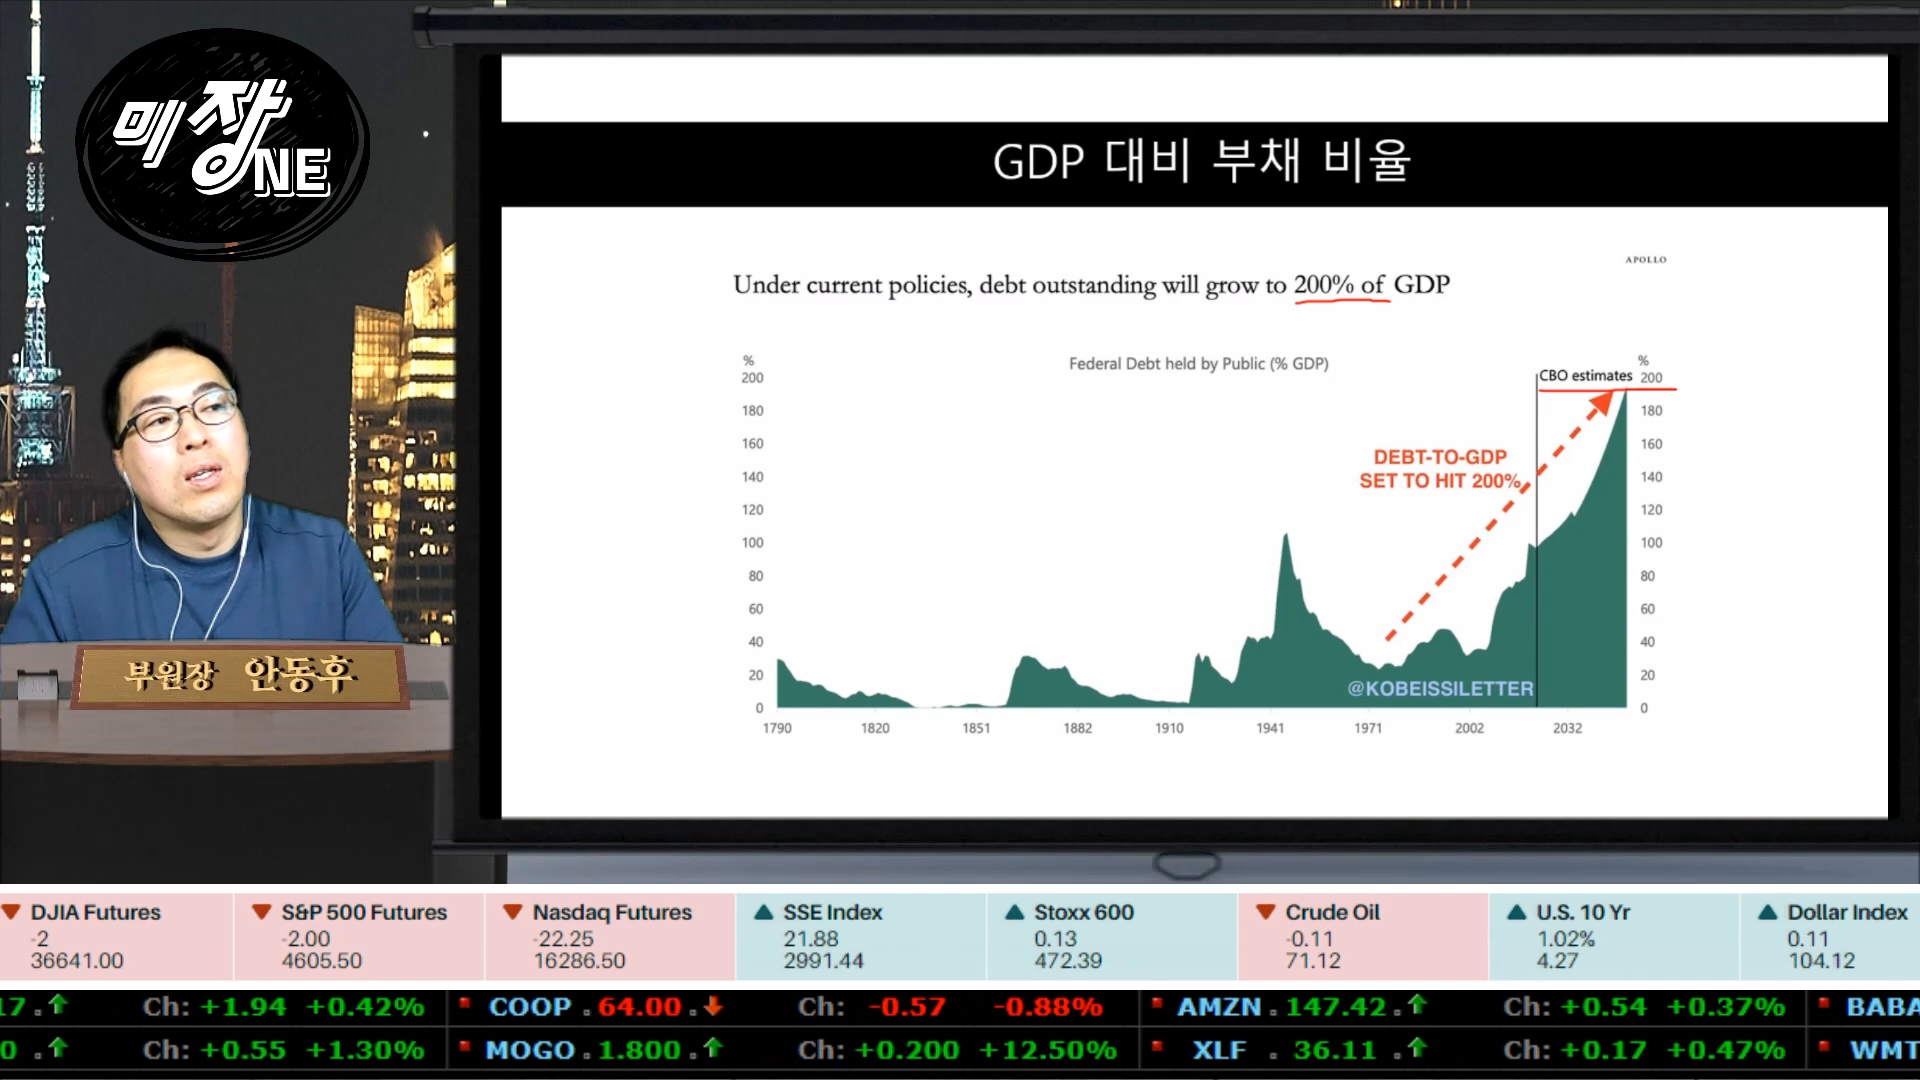 미장NE
GDP 대비 부채 비율
APOLLO
Under current policies, debt outstanding will grow to 200% of GDP
Federal Debt held by Public (% GDP)
% %
CBO estimates
200 200
180 180
160 160
140 140
120 120
100 100
80 80
60 60
40 40
20 20
0 0
DEBT-TO-GDP
SET TO HIT 200%
@KOBEISSILETTER
1790 1820 1851 1882 1910 1941 1971 2002 2032
부원장 안동후
DJIA Futures
-2
36641.00
S&P 500 Futures
-2.00
4605.50
Nasdaq Futures
-22.25
16286.50
SSE Index
21.88
2991.44
Stoxx 600
0.13
472.39
Crude Oil
-0.11
71.12
U.S. 10 Yr
1.02%
4.27
Dollar Index
0.11
104.12
17. Ch: +1.94 +0.42% COOP . 64.00 . Ch: -0.57 -0.88% AMZN . 147.42 . Ch: +0.54 +0.37% BABA
0 . Ch: +0.55 +1.30% MOGO . 1.800 . Ch: +0.200 +12.50% XLF . 36.11 . Ch: +0.17 +0.47% WMT